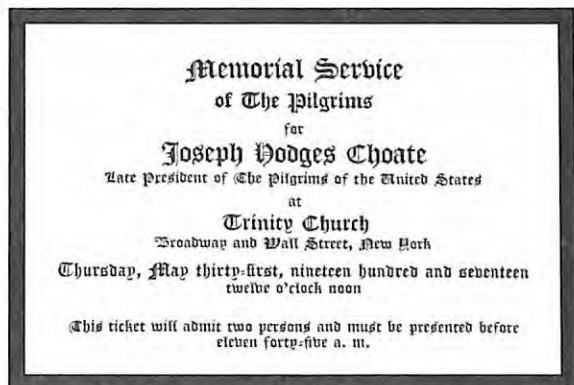 Memorial Service
of The Pilgrims
for
Joseph Hodges Choate
Late President of The Pilgrims of the United States
at
Trinity Church
Broadway and Wall Street, New York
Thursday, May thirty-first, nineteen hundred and seventeen
twelve o'clock noon
This ticket will admit two persons and must be presented before
eleven forty-five a. m.